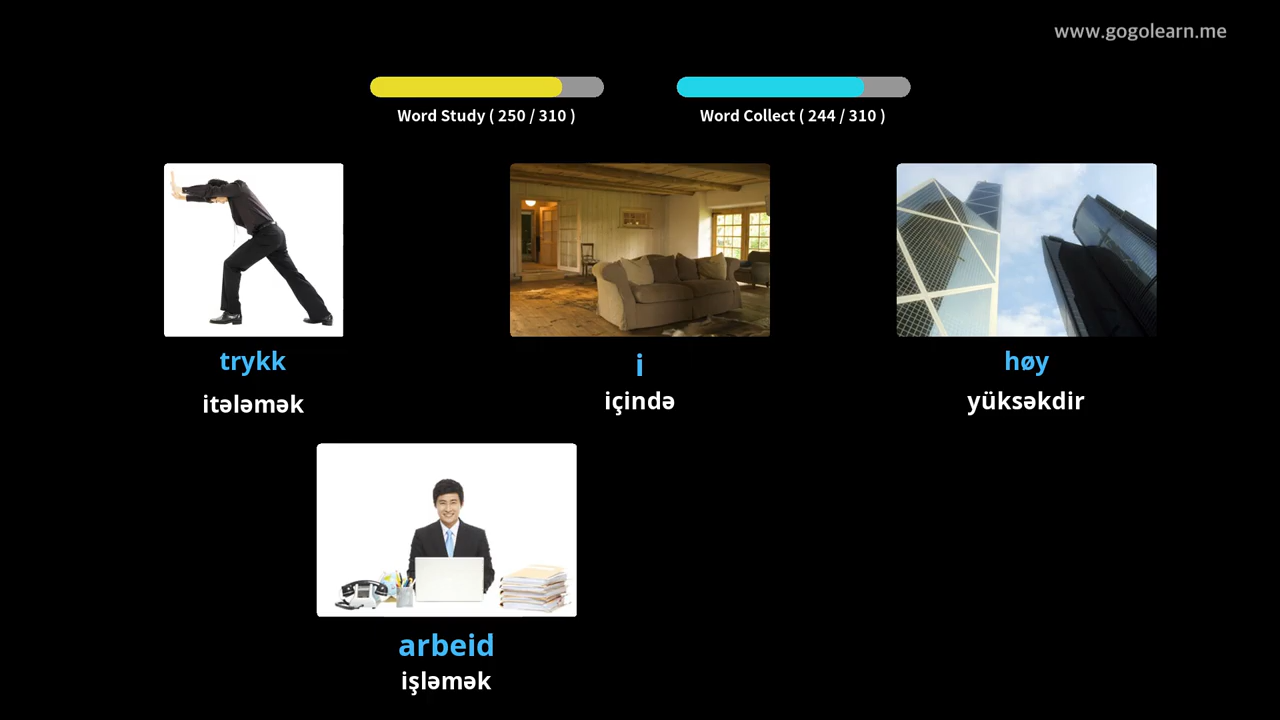 www.gogolearn.me
Word Study ( 250 / 310 )
Word Collect ( 244 / 310 )
trykk
itələmək
i
içində
høy
yüksəkdir
arbeid
işləmək